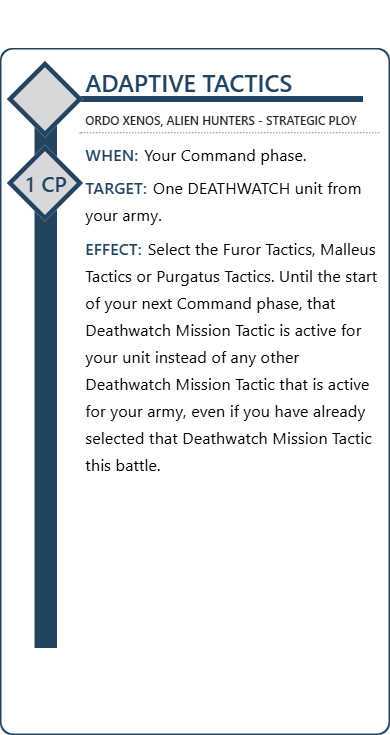 ADAPTIVE TACTICS
ORDO XENOS, ALIEN HUNTERS - STRATEGIC PLOY
1 CP
WHEN: Your Command phase.
TARGET: One DEATHWATCH unit from
your army.
EFFECT: Select the Furor Tactics, Malleus
Tactics or Purgatus Tactics. Until the start
of your next Command phase, that
Deathwatch Mission Tactic is active for
your unit instead of any other
Deathwatch Mission Tactic that is active
for your army, even if you have already
selected that Deathwatch Mission Tactic
this battle.